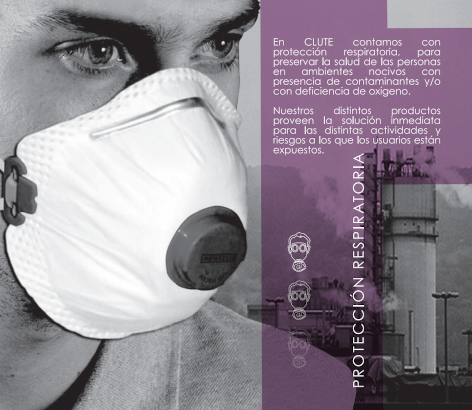 En CLUTE contamos con
protección respiratoria, para
preservar la salud de las personas
en ambientes nocivos con
presencia de contaminantes y/o
con deficiencia de oxígeno.
Nuestros distintos productos
proveen la solución inmediata
para las distintas actividades y
riesgos a los que los usuarios están
expuestos.
PROTECCIÓN RESPIRATORIA